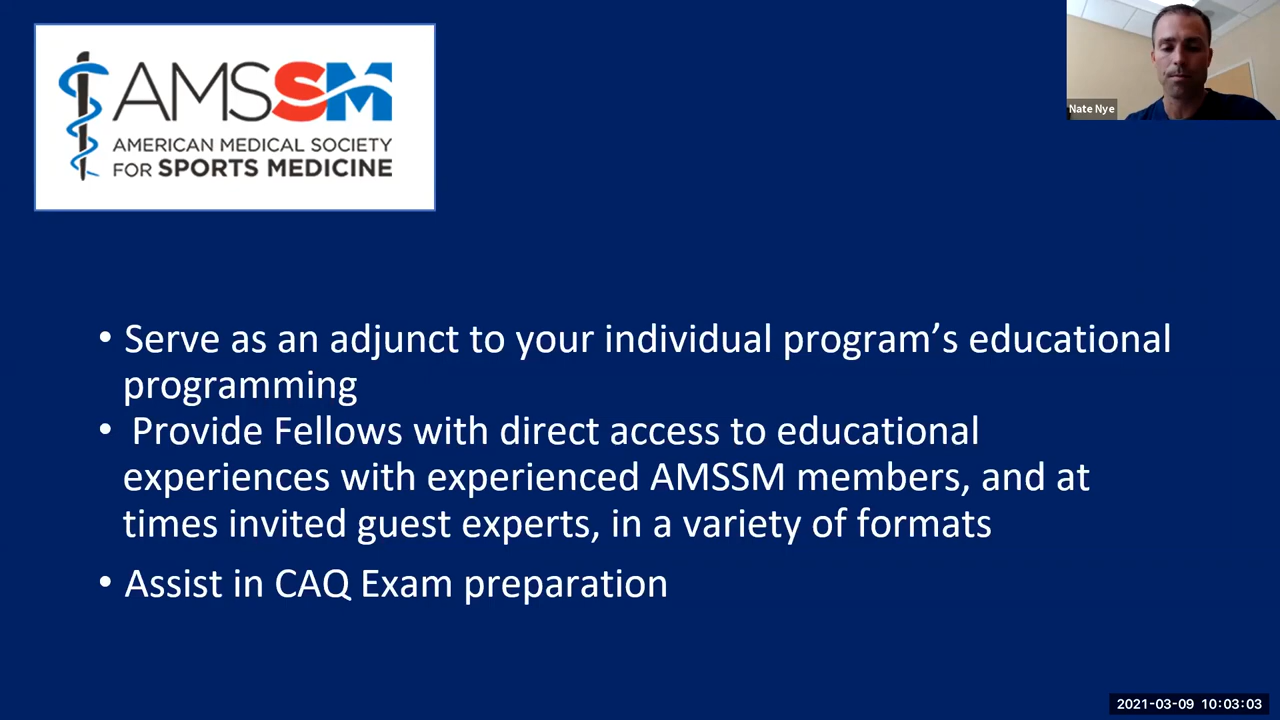 AMSSM
AMERICAN MEDICAL SOCIETY
FOR SPORTS MEDICINE
Nate Nye
• Serve as an adjunct to your individual program’s educational
programming
• Provide Fellows with direct access to educational
experiences with experienced AMSSM members, and at
times invited guest experts, in a variety of formats
• Assist in CAQ Exam preparation
2021-03-09 10:03:03